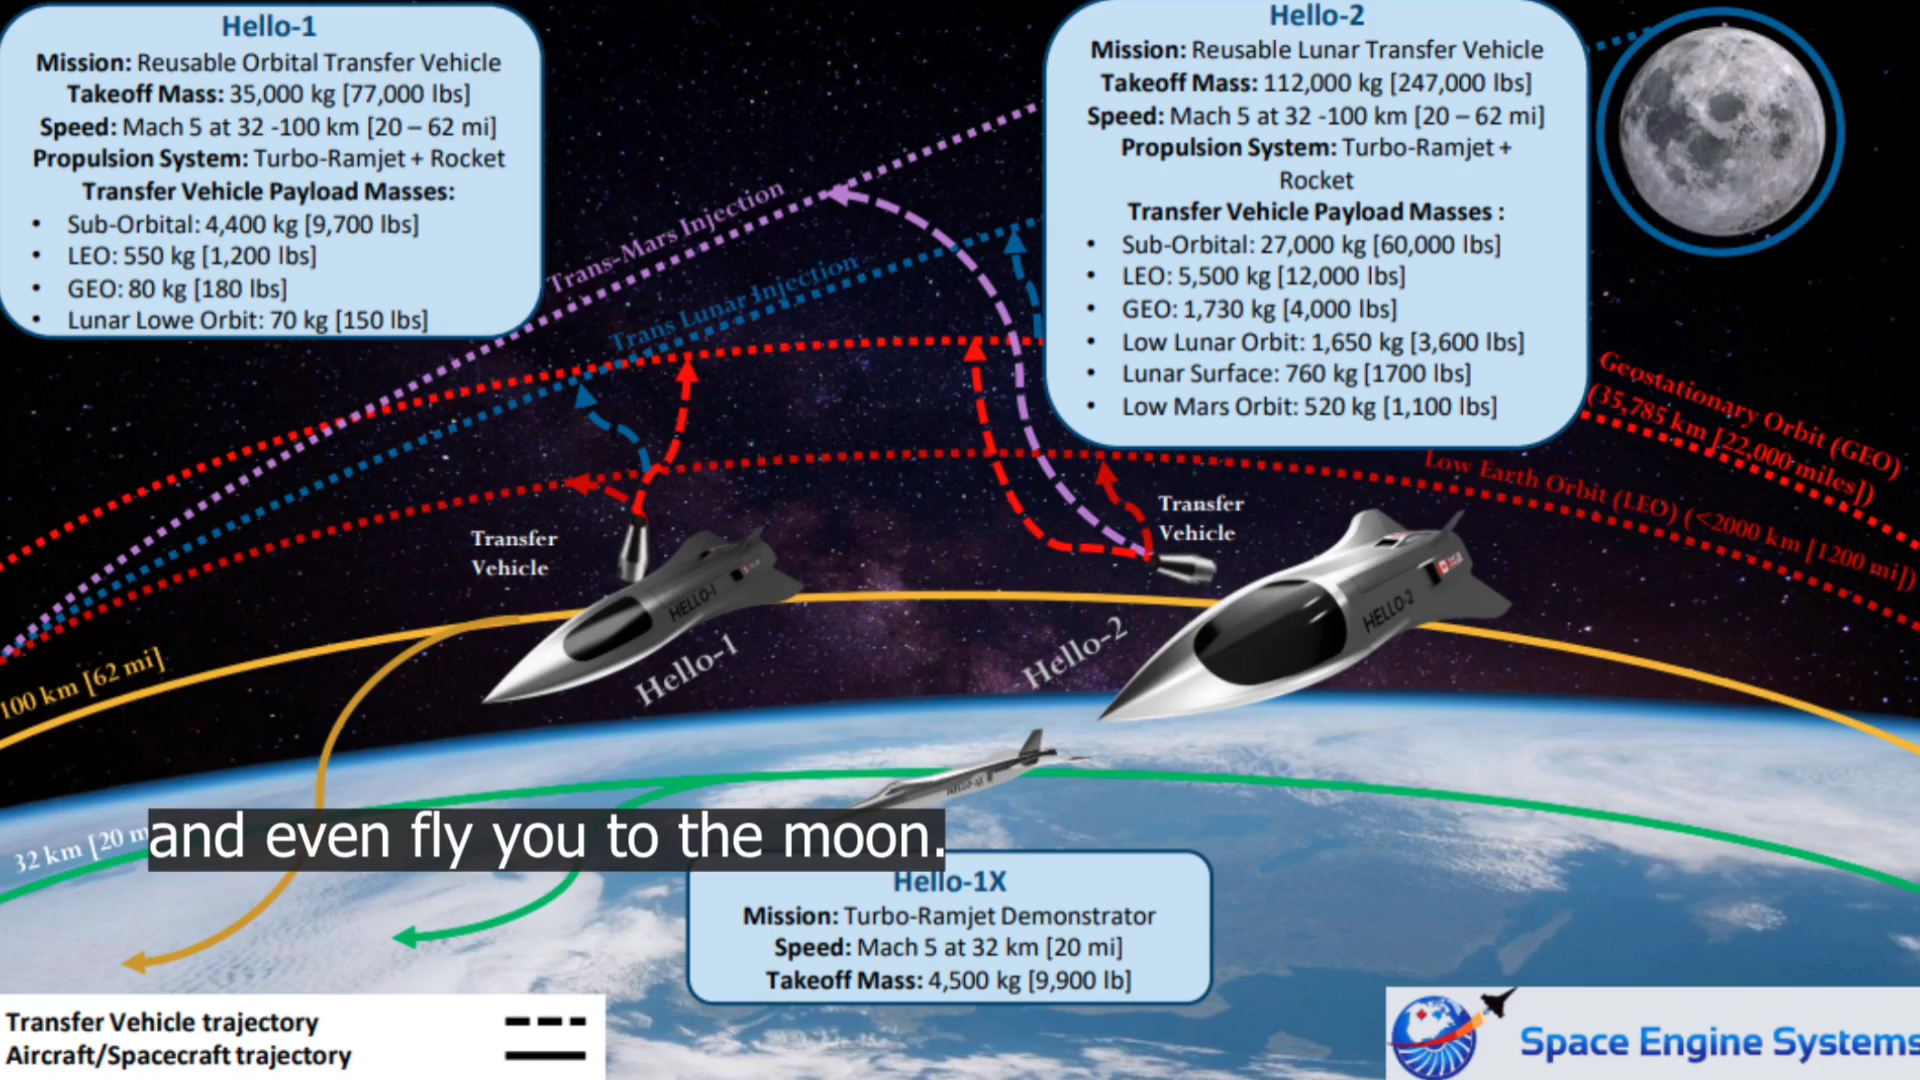 Hello-1
Mission: Reusable Orbital Transfer Vehicle
Takeoff Mass: 35,000 kg [77,000 lbs]
Speed: Mach 5 at 32 -100 km [20 – 62 mi]
Propulsion System: Turbo-Ramjet + Rocket
Transfer Vehicle Payload Masses:
• Sub-Orbital: 4,400 kg [9,700 lbs]
• LEO: 550 kg [1,200 lbs]
• GEO: 80 kg [180 lbs]
• Lunar Lowe Orbit: 70 kg [150 lbs]
Hello-2
Mission: Reusable Lunar Transfer Vehicle
Takeoff Mass: 112,000 kg [247,000 lbs]
Speed: Mach 5 at 32 -100 km [20 – 62 mi]
Propulsion System: Turbo-Ramjet +
Rocket
Transfer Vehicle Payload Masses :
• Sub-Orbital: 27,000 kg [60,000 lbs]
• LEO: 5,500 kg [12,000 lbs]
• GEO: 1,730 kg [4,000 lbs]
• Low Lunar Orbit: 1,650 kg [3,600 lbs]
• Lunar Surface: 760 kg [1700 lbs]
• Low Mars Orbit: 520 kg [1,100 lbs]
Trans-Mars Injection
Trans Lunar Injection
Geostationary Orbit (GEO)
(35,785 km [22,000 miles])
Low Earth Orbit (LEO) (<2000 km [1200 mi])
Transfer
Vehicle
Transfer
Vehicle
HELLO-1
Hello-1
HELLO-2
Hello-2
100 km [62 mi]
32 km [20 m
HELLO-1X
and even fly you to the moon.
Hello-1X
Mission: Turbo-Ramjet Demonstrator
Speed: Mach 5 at 32 km [20 mi]
Takeoff Mass: 4,500 kg [9,900 lb]
Transfer Vehicle trajectory
Aircraft/Spacecraft trajectory
Space Engine Systems